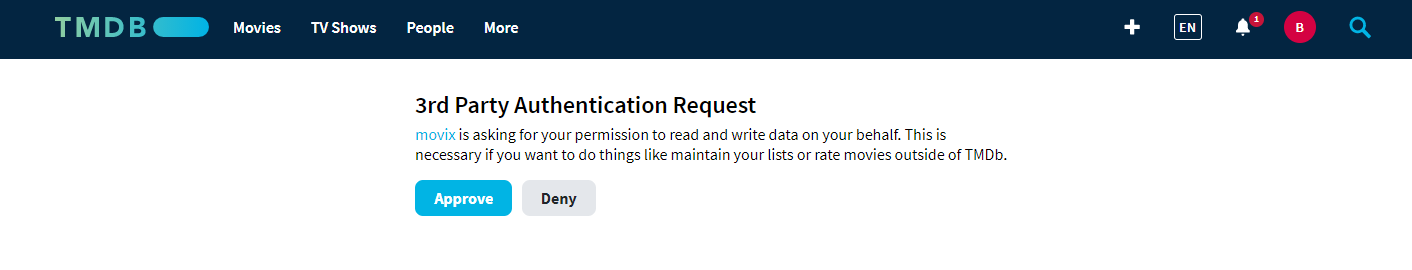 TMDB Movies TV Shows People More EN 1 B
3rd Party Authentication Request
movix is asking for your permission to read and write data on your behalf. This is
necessary if you want to do things like maintain your lists or rate movies outside of TMDb.
Approve Deny